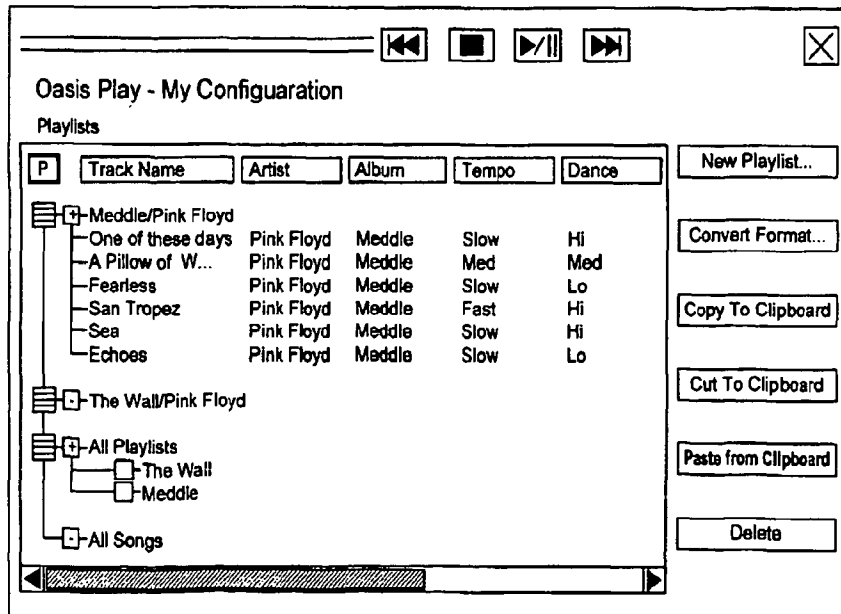 Oasis Play - My Configuaration
Playlists
P Track Name Artist Album Tempo Dance
Meddle/Pink Floyd
One of these days Pink Floyd Meddle Slow Hi
A Pillow of W... Pink Floyd Meddle Med Med
Fearless Pink Floyd Meddle Slow Lo
San Tropez Pink Floyd Meddle Fast Hi
Sea Pink Floyd Meddle Slow Hi
Echoes Pink Floyd Meddle Slow Lo
The Wall/Pink Floyd
All Playlists
The Wall
Meddle
All Songs
New Playlist...
Convert Format...
Copy To Clipboard
Cut To Clipboard
Paste from Clipboard
Delete